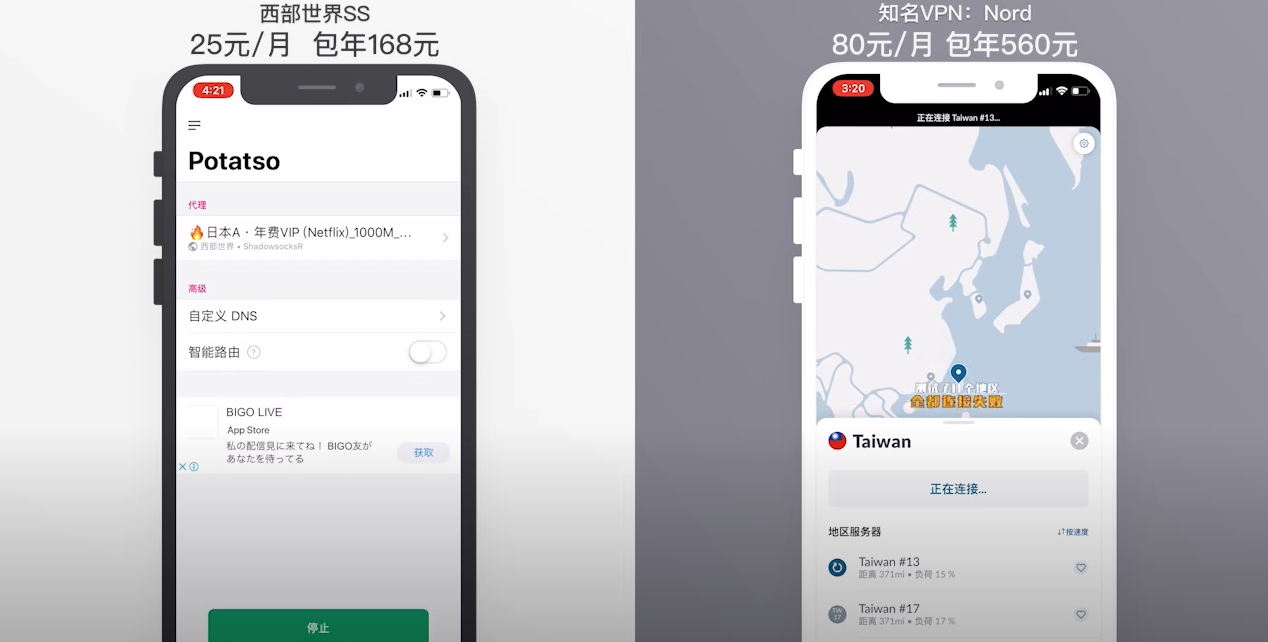 西部世界SS
25元/月 包年168元
4:21
Potatso
代理
🔥日本A · 年费VIP (Netflix)_1000M_...
西部世界 • ShadowsocksR
高级
自定义 DNS
智能路由 ?
BIGO LIVE
App Store
私の配信見に来てね！ BIGO友が
あなたを待ってる
获取
停止
知名VPN：Nord
80元/月 包年560元
3:20
正在连接 Taiwan #13...
测试了几个地区
全都连接失败
Taiwan
正在连接...
地区服务器
↓↑按速度
Taiwan #13
距离 371mi • 负荷 15 %
TW
17
Taiwan #17
距离 371mi • 负荷 17 %